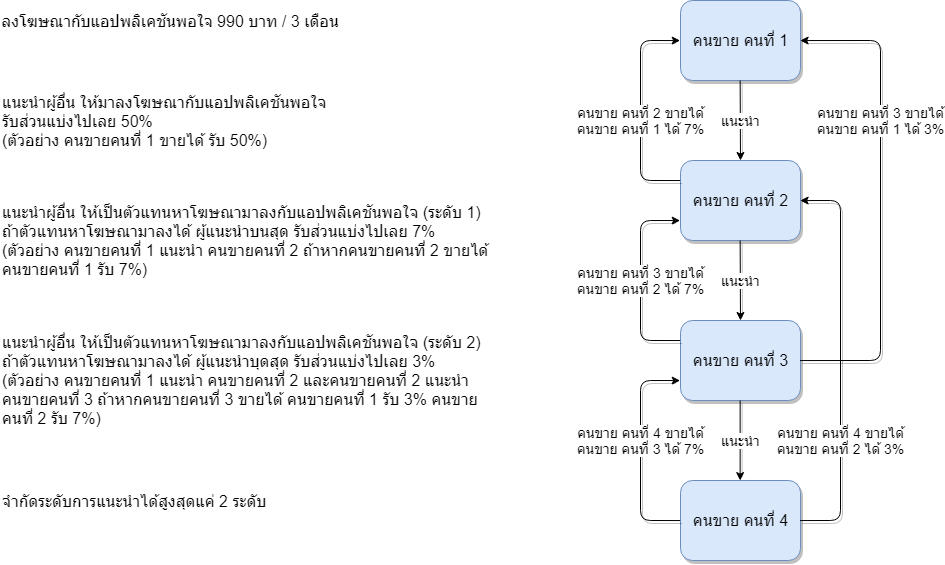 ลงโฆษณากับแอปพลิเคชันพอใจ 990 บาท / 3 เดือน
แนะนำผู้อื่น ให้มาลงโฆษณากับแอปพลิเคชันพอใจ
รับส่วนแบ่งไปเลย 50%
(ตัวอย่าง คนขายคนที่ 1 ขายได้ รับ 50%)
แนะนำผู้อื่น ให้เป็นตัวแทนหาโฆษณามาลงกับแอปพลิเคชันพอใจ (ระดับ 1)
ถ้าตัวแทนหาโฆษณามาลงได้ ผู้แนะนำบนสุด รับส่วนแบ่งไปเลย 7%
(ตัวอย่าง คนขายคนที่ 1 แนะนำ คนขายคนที่ 2 ถ้าหากคนขายคนที่ 2 ขายได้
คนขายคนที่ 1 รับ 7%)
แนะนำผู้อื่น ให้เป็นตัวแทนหาโฆษณามาลงกับแอปพลิเคชันพอใจ (ระดับ 2)
ถ้าตัวแทนหาโฆษณามาลงได้ ผู้แนะนำบุดสุด รับส่วนแบ่งไปเลย 3%
(ตัวอย่าง คนขายคนที่ 1 แนะนำ คนขายคนที่ 2 และคนขายคนที่ 2 แนะนำ
คนขายคนที่ 3 ถ้าหากคนขายคนที่ 3 ขายได้ คนขายคนที่ 1 รับ 3% คนขาย
คนที่ 2 รับ 7%)
จำกัดระดับการแนะนำได้สูงสุดแค่ 2 ระดับ
คนขาย คนที่ 1
คนขาย คนที่ 2 ขายได้
คนขาย คนที่ 1 ได้ 7%
แนะนำ
คนขาย คนที่ 3 ขายได้
คนขาย คนที่ 1 ได้ 3%
คนขาย คนที่ 2
คนขาย คนที่ 3 ขายได้
คนขาย คนที่ 2 ได้ 7%
แนะนำ
คนขาย คนที่ 3
คนขาย คนที่ 4 ขายได้
คนขาย คนที่ 3 ได้ 7%
แนะนำ
คนขาย คนที่ 4 ขายได้
คนขาย คนที่ 2 ได้ 3%
คนขาย คนที่ 4